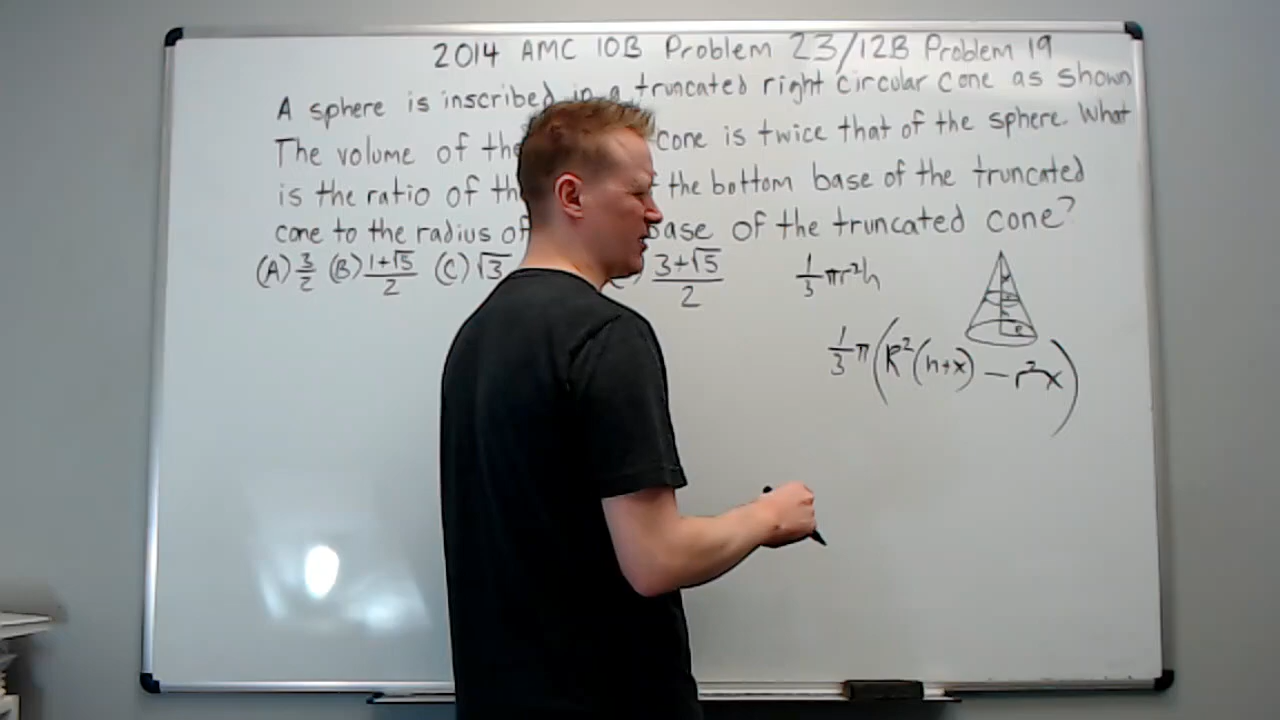 2014 AMC 10B Problem 23/12B Problem 19
A sphere is inscribed in a truncated right circular cone as shown
The volume of the cone is twice that of the sphere. What
is the ratio of the bottom base of the truncated
cone to the radius of base of the truncated cone?
(A) 3/2 (B) 1+√5/2 (C) √3 3+√5/2
1/3 πr²h
1/3 π(R²(h+x) - r²x)